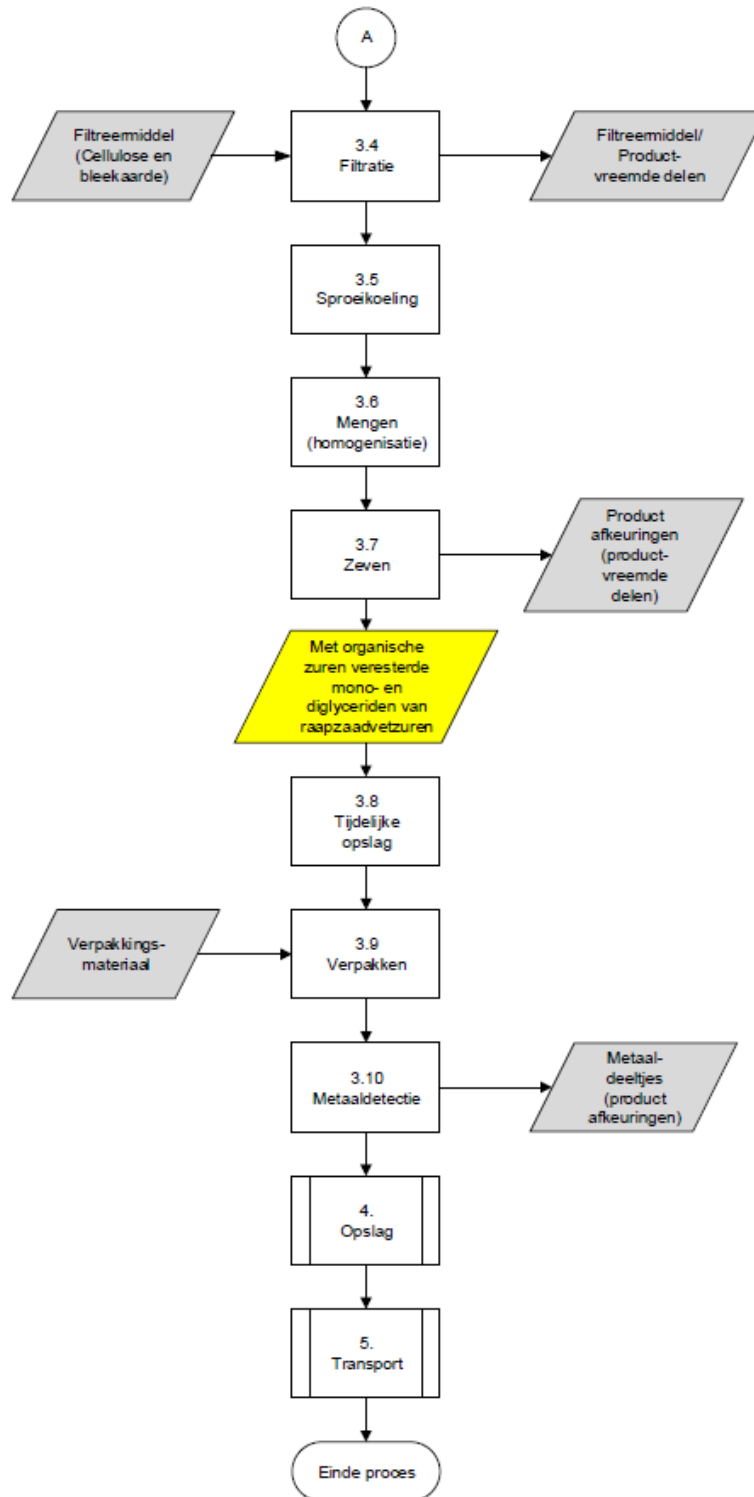 A
Filtreermiddel
(Cellulose en
bleekaarde)
3.4
Filtratie
Filtreermiddel/
Product-
vreemde delen
3.5
Sproeikoeling
3.6
Mengen
(homogenisatie)
3.7
Zeven
Product
afkeuringen
(product-
vreemde
delen)
Met organische
zuren veresterde
mono- en
diglyceriden van
raapzaadvetzuren
3.8
Tijdelijke
opslag
Verpakkings-
materiaal
3.9
Verpakken
3.10
Metaaldetectie
Metaal-
deeltjes
(product
afkeuringen)
4.
Opslag
5.
Transport
Einde proces